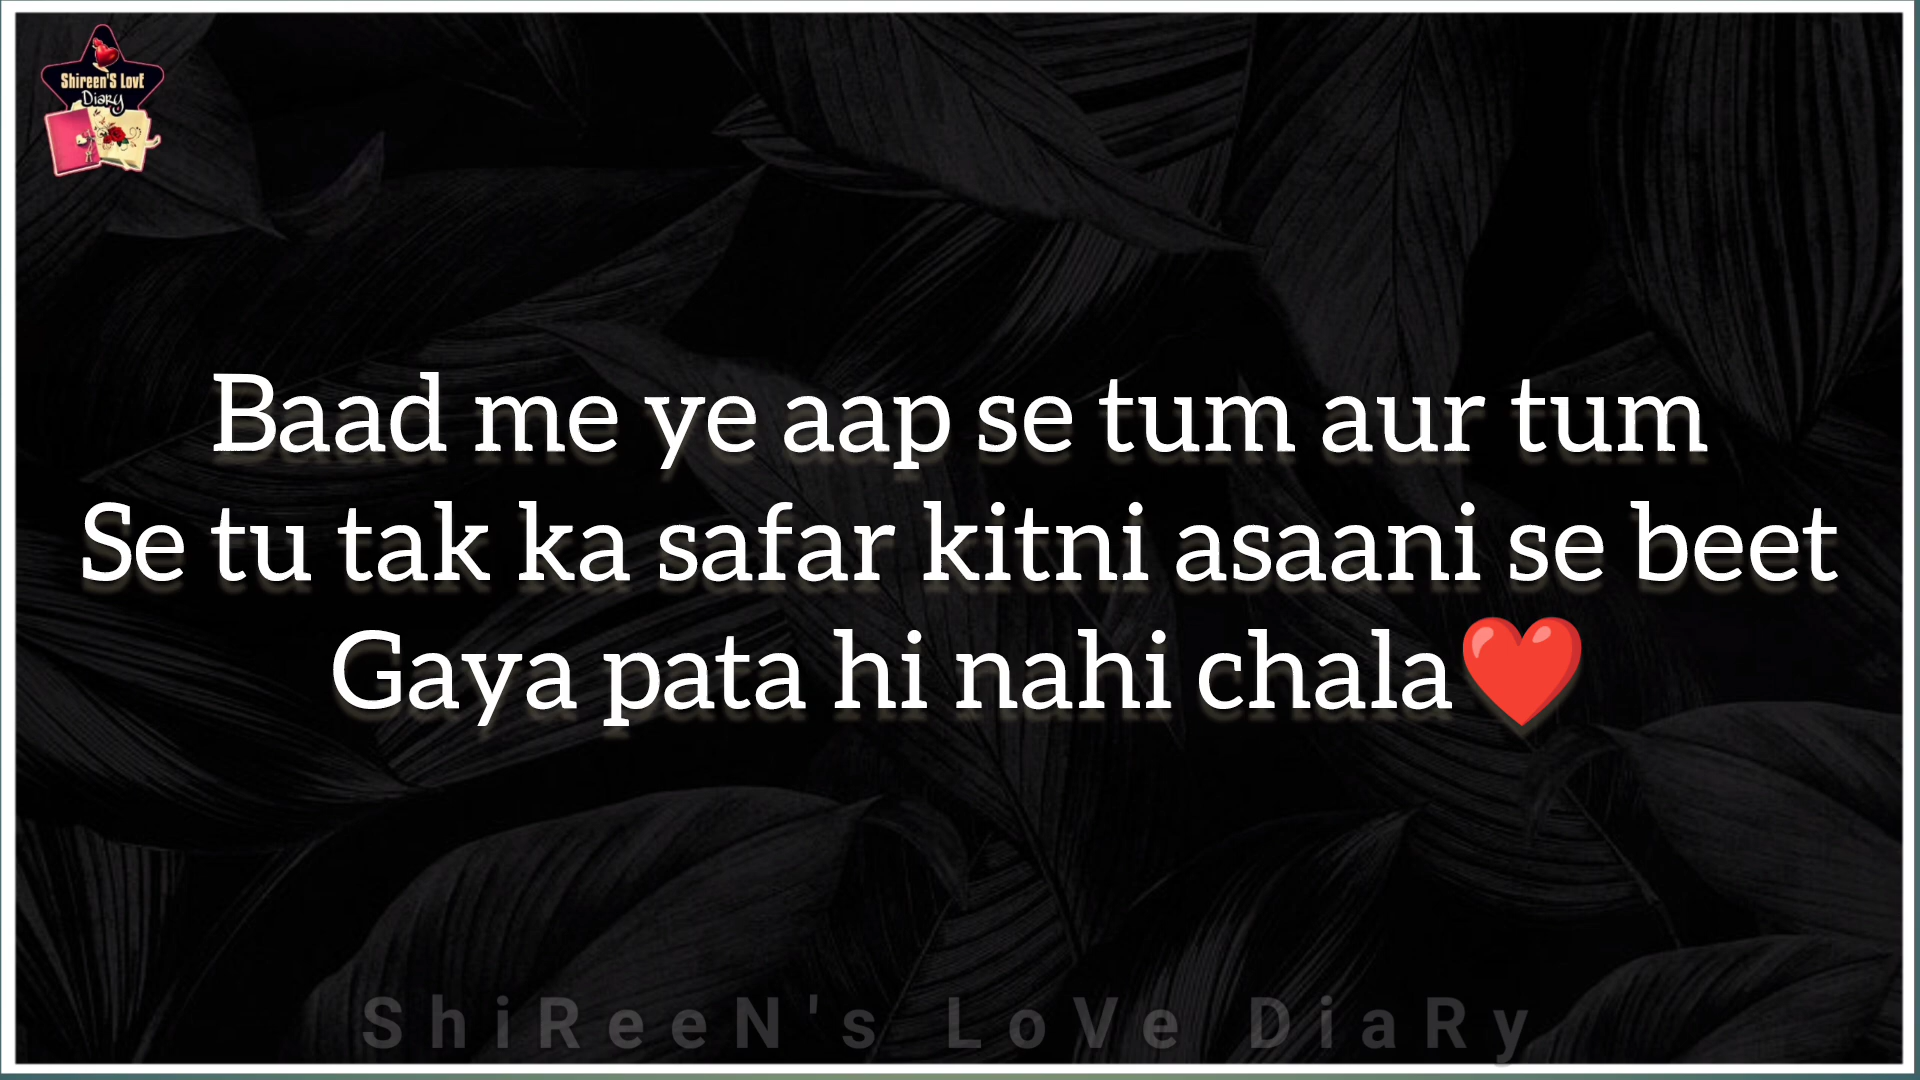 Shireen'S LovE
Diary
Baad me ye aap se tum aur tum
Se tu tak ka safar kitni asaani se beet
Gaya pata hi nahi chala❤️
ShiReeN's LoVe DiaRy